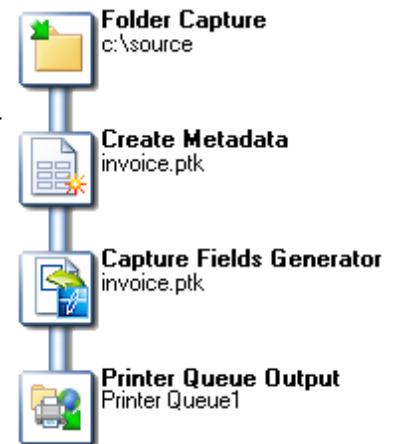 Folder Capture
c:\source
Create Metadata
invoice.ptk
Capture Fields Generator
invoice.ptk
Printer Queue Output
Printer Queue1